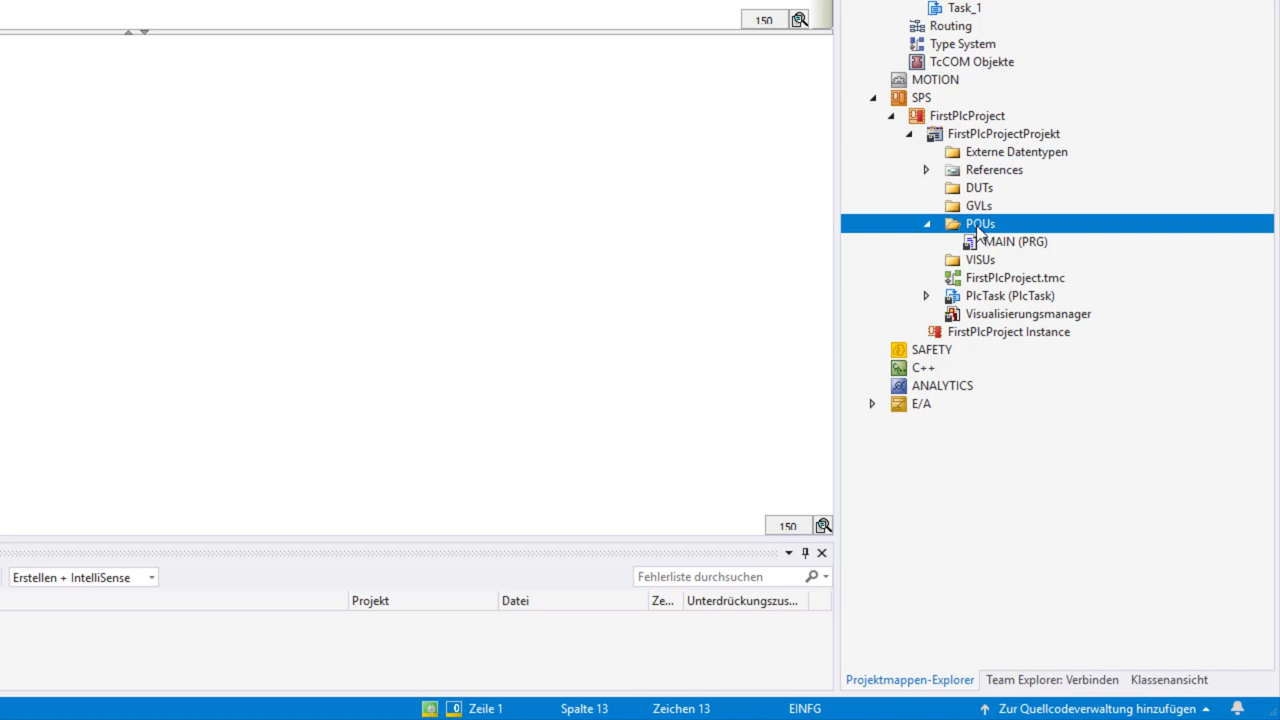 150
Task_1
Routing
Type System
TcCOM Objekte
MOTION
SPS
FirstPlcProject
FirstPlcProjectProjekt
Externe Datentypen
References
DUTs
GVLs
POUs
MAIN (PRG)
VISUs
FirstPlcProject.tmc
PlcTask (PlcTask)
Visualisierungsmanager
FirstPlcProject Instance
SAFETY
C++
ANALYTICS
E/A
150
Erstellen + IntelliSense
Fehlerliste durchsuchen
Projekt Datei Ze... Unterdrückungszus...
Projektmappen-Explorer Team Explorer: Verbinden Klassenansicht
0 Zeile 1 Spalte 13 Zeichen 13 EINFG Zur Quellcodeverwaltung hinzufügen